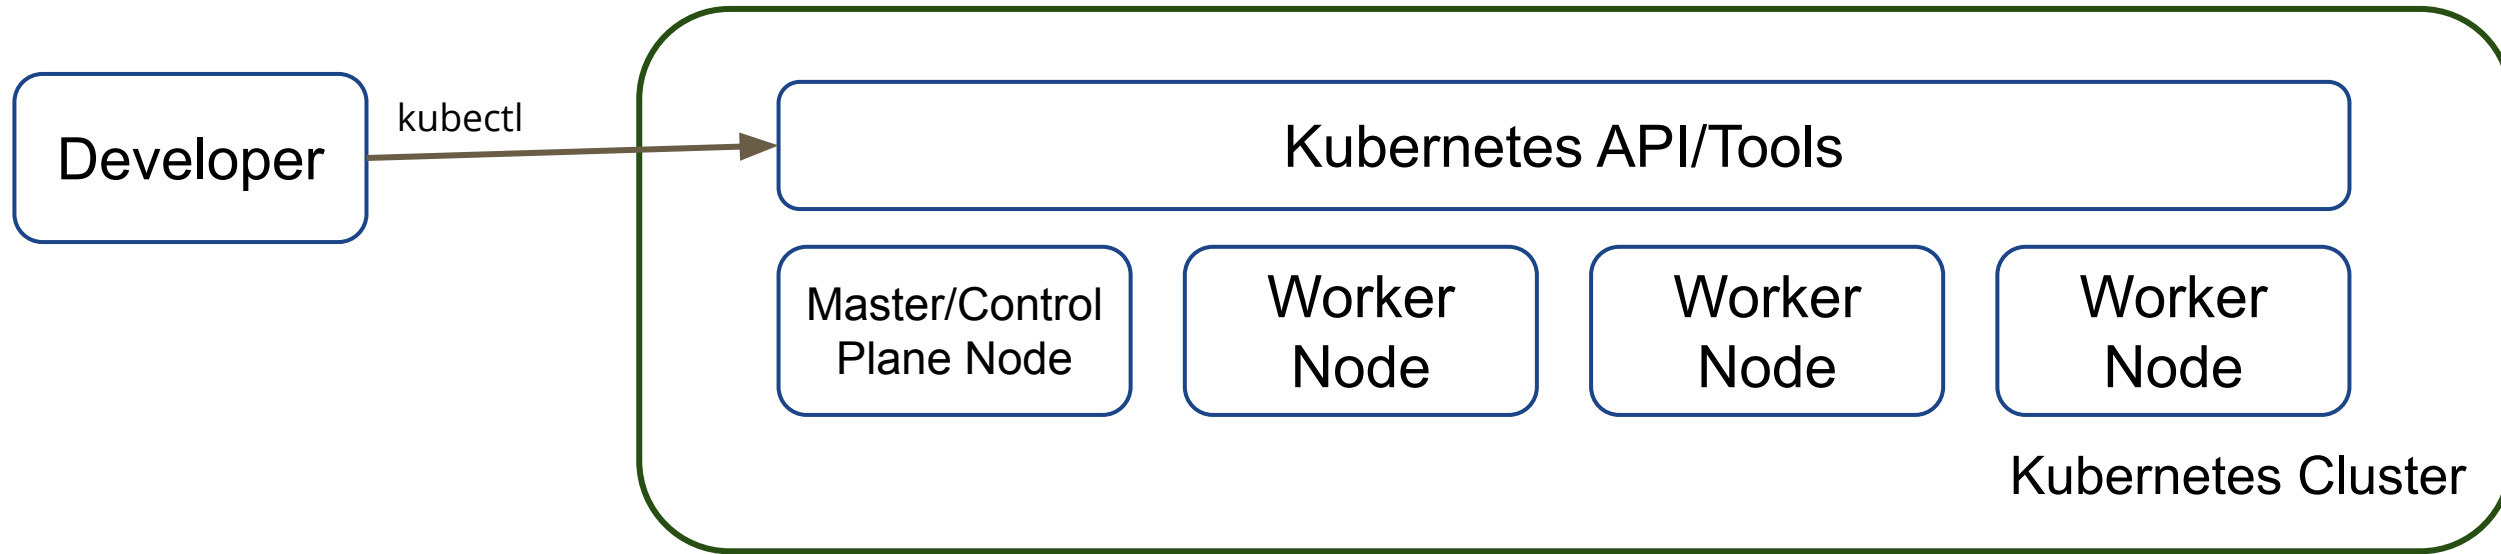 Developer
kubectl
Kubernetes API/Tools
Master/Control
Plane Node
Worker
Node
Worker
Node
Worker
Node
Kubernetes Cluster